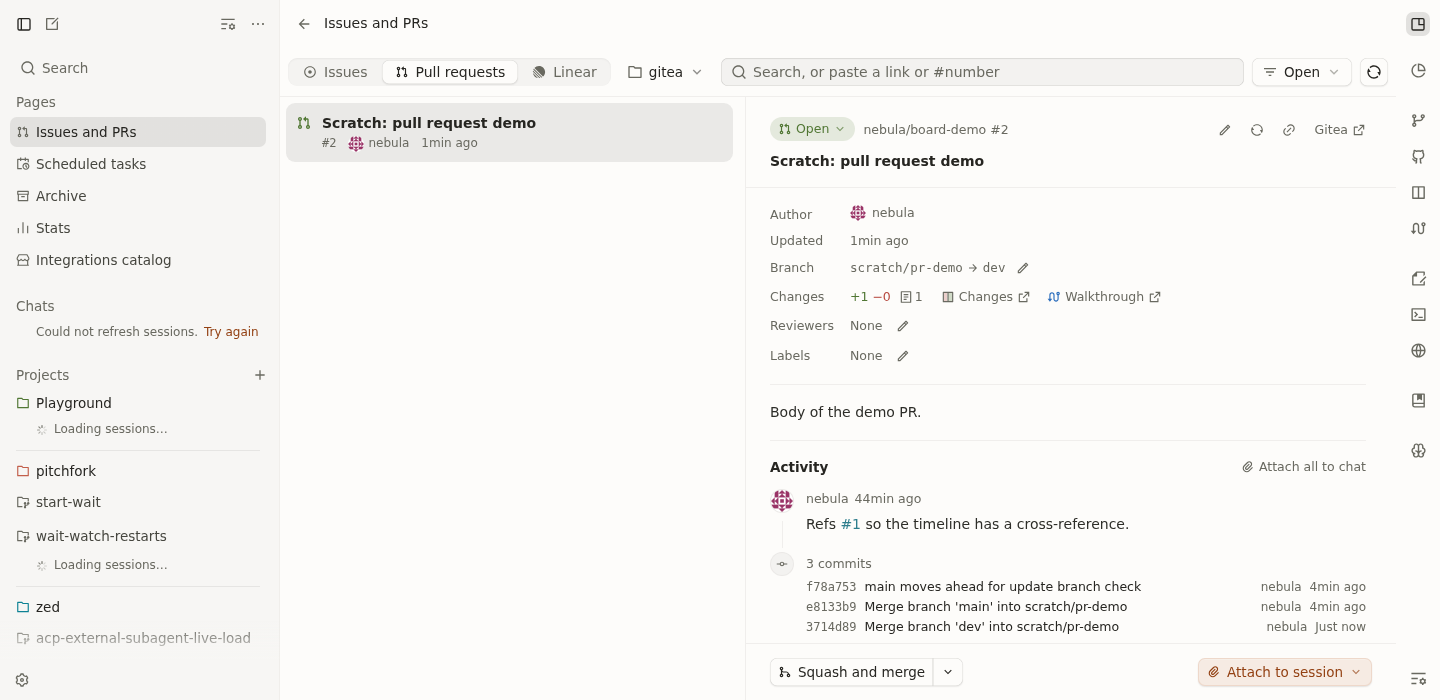 Search
Pages
Issues and PRs
Scheduled tasks
Archive
Stats
Integrations catalog
Chats
Could not refresh sessions. Try again
Projects
Playground
Loading sessions...
pitchfork
start-wait
wait-watch-restarts
Loading sessions...
zed
acp-external-subagent-live-load
Issues and PRs
Issues
Pull requests
Linear
gitea
Search, or paste a link or #number
Open
Scratch: pull request demo
#2 nebula 1min ago
Open nebula/board-demo #2 Gitea
Scratch: pull request demo
Author nebula
Updated 1min ago
Branch scratch/pr-demo → dev
Changes +1 −0 1 Changes Walkthrough
Reviewers None
Labels None
Body of the demo PR.
Activity Attach all to chat
nebula 44min ago
Refs #1 so the timeline has a cross-reference.
3 commits
f78a753 main moves ahead for update branch check nebula 4min ago
e8133b9 Merge branch 'main' into scratch/pr-demo nebula 4min ago
3714d89 Merge branch 'dev' into scratch/pr-demo nebula Just now
Squash and merge Attach to session